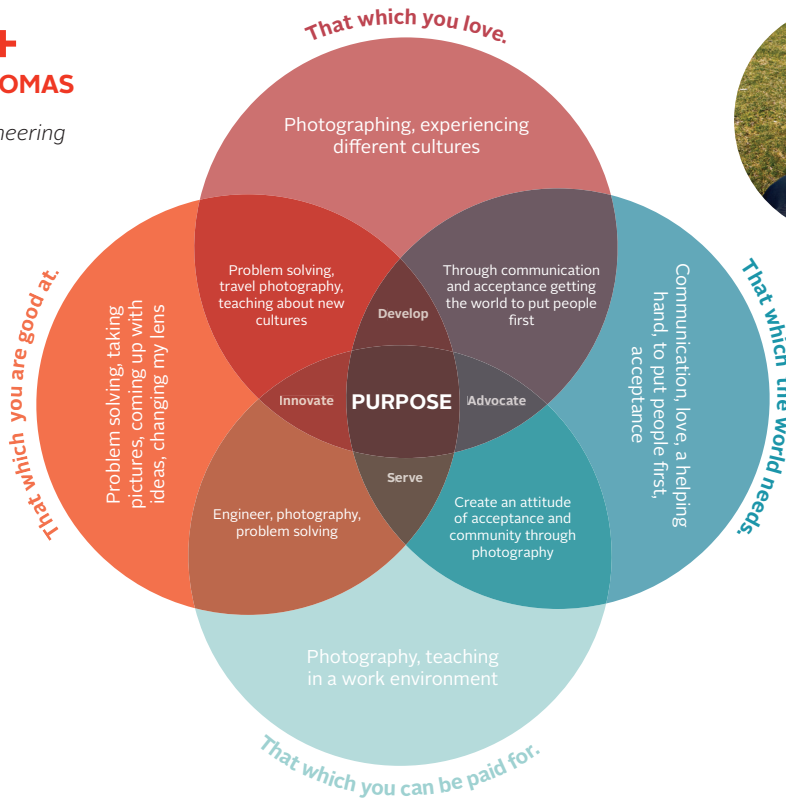 That which you love.
+
OMAS
neering
Photographing, experiencing
different cultures
That which you are good at.
Problem solving, taking
pictures, coming up with
ideas, changing my lens
Problem solving,
travel photography,
teaching about new
cultures
Develop
Through communication
and acceptance getting
the world to put people
first
Communication, love, a helping
hand, to put people first,
acceptance
That which the world needs.
Innovate
PURPOSE
Advocate
Serve
Engineer, photography,
problem solving
Create an attitude
of acceptance and
community through
photography
Photography, teaching
in a work environment
That which you can be paid for.